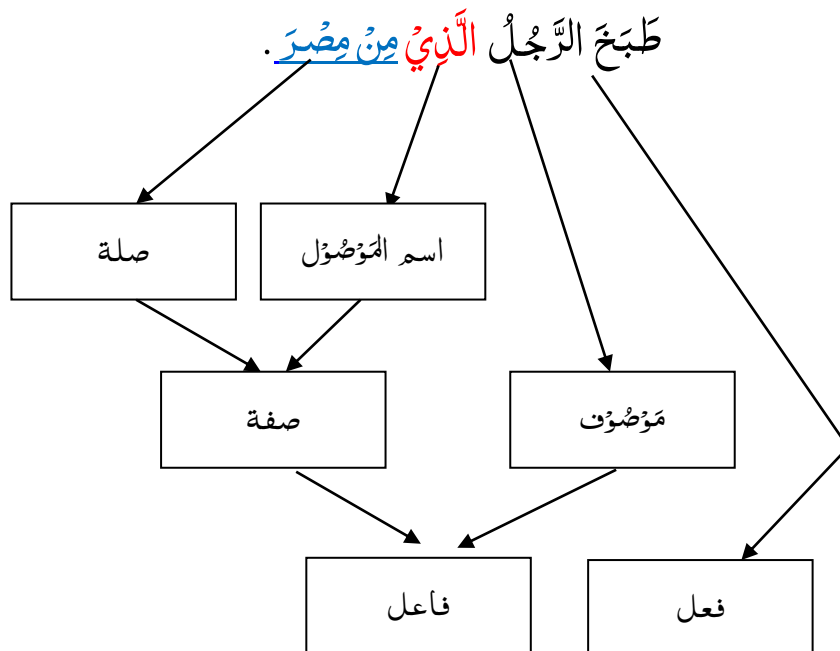 طَبَخَ الرَّجُلُ الَّذِيْ مِنْ مِصْرَ .
اسم المَوْصُوْل
صلة
مَوْصُوْف
صفة
فعل
فاعل